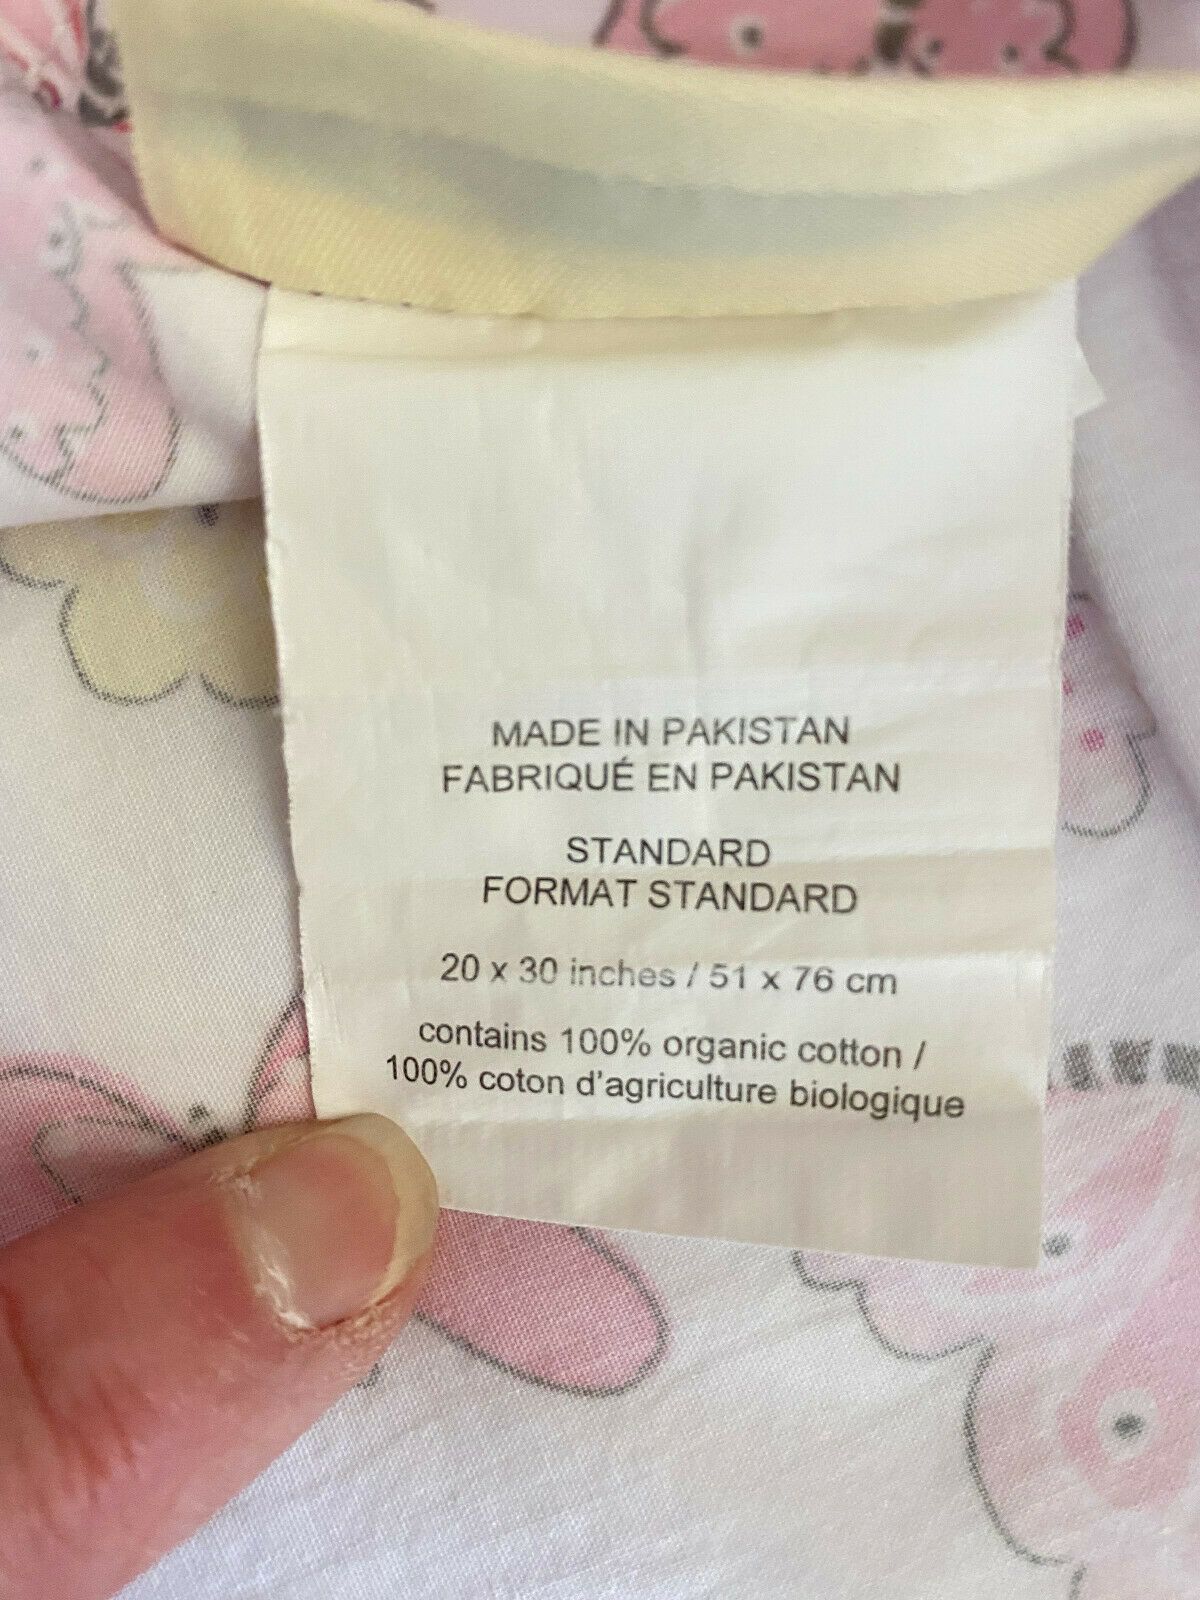 MADE IN PAKISTAN
FABRIQUÉ EN PAKISTAN
STANDARD
FORMAT STANDARD
20 x 30 inches / 51 x 76 cm
contains 100% organic cotton /
100% coton d'agriculture biologique